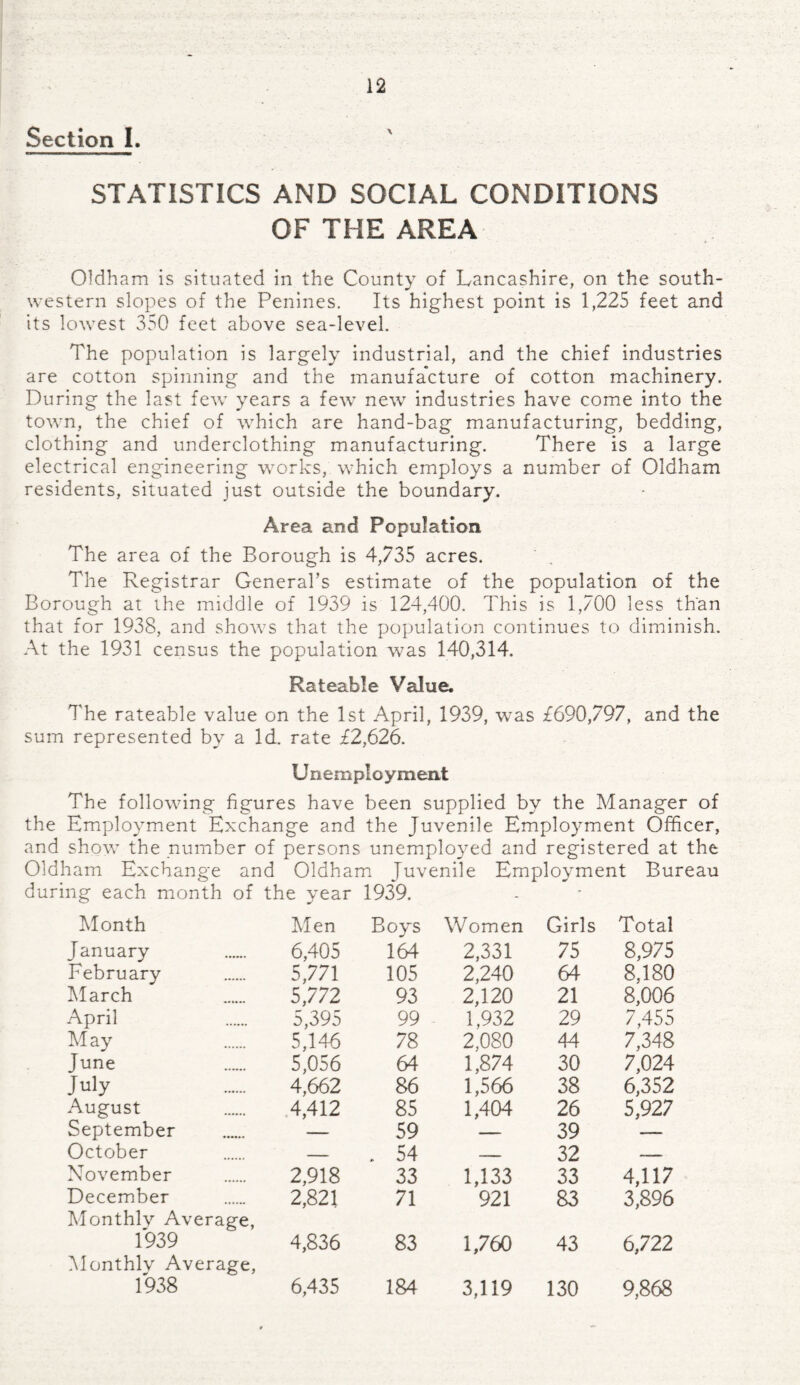 12
Section I.
STATISTICS AND SOCIAL CONDITIONS
OF THE AREA
Oldham is situated in the County of Lancashire, on the south-
western slopes of the Penines. Its highest point is 1,225 feet and
its lowest 350 feet above sea-level.
The population is largely industrial, and the chief industries
are cotton spinning and the manufacture of cotton machinery.
During the last few years a few new industries have come into the
town, the chief of which are hand-bag manufacturing, bedding,
clothing and underclothing manufacturing. There is a large
electrical engineering works, which employs a number of Oldham
residents, situated just outside the boundary.
Area and Population
The area of the Borough is 4,735 acres.
The Registrar General's estimate of the population of the
Borough at the middle of 1939 is 124,400. This is 1,700 less than
that for 1938, and shows that the population continues to diminish.
At the 1931 census the population was 140,314.
Rateable Value.
The rateable value on the 1st April, 1939, was £690,797, and the
sum represented by a 1d. rate £2,626.
Unemployment
The following figures have been supplied by the Manager of
the Employment Exchange and the Juvenile Employment Officer,
and show the number of persons unemployed and registered at the
Oldham Exchange and Oldham Juvenile Employment Bureau
during each month of the year 1939.
Month Men Boys Women Girls Total
January ...... 6,405 164 2,331 75 8,975
February ...... 5,771 105 2,240 64 8,180
March ...... 5,772 93 2,120 21 8,006
April ...... 5,395 99 1,932 29 7,455
May ...... 5,146 78 2,080 44 7,348
June ...... 5,056 64 1,874 30 7,024
July ...... 4,662 86 1,566 38 6,352
August ...... 4,412 85 1,404 26 5,927
September ...... — 59 — 39 —
October ...... — 54 — 32 —
November ...... 2,918 33 1,133 33 4,117
December ...... 2,821 71 921 83 3,896
Monthly Average,
1939 4,836 83 1,760 43 6,722
Monthly Average,
1938 6,435 184 3,119 130 9,868